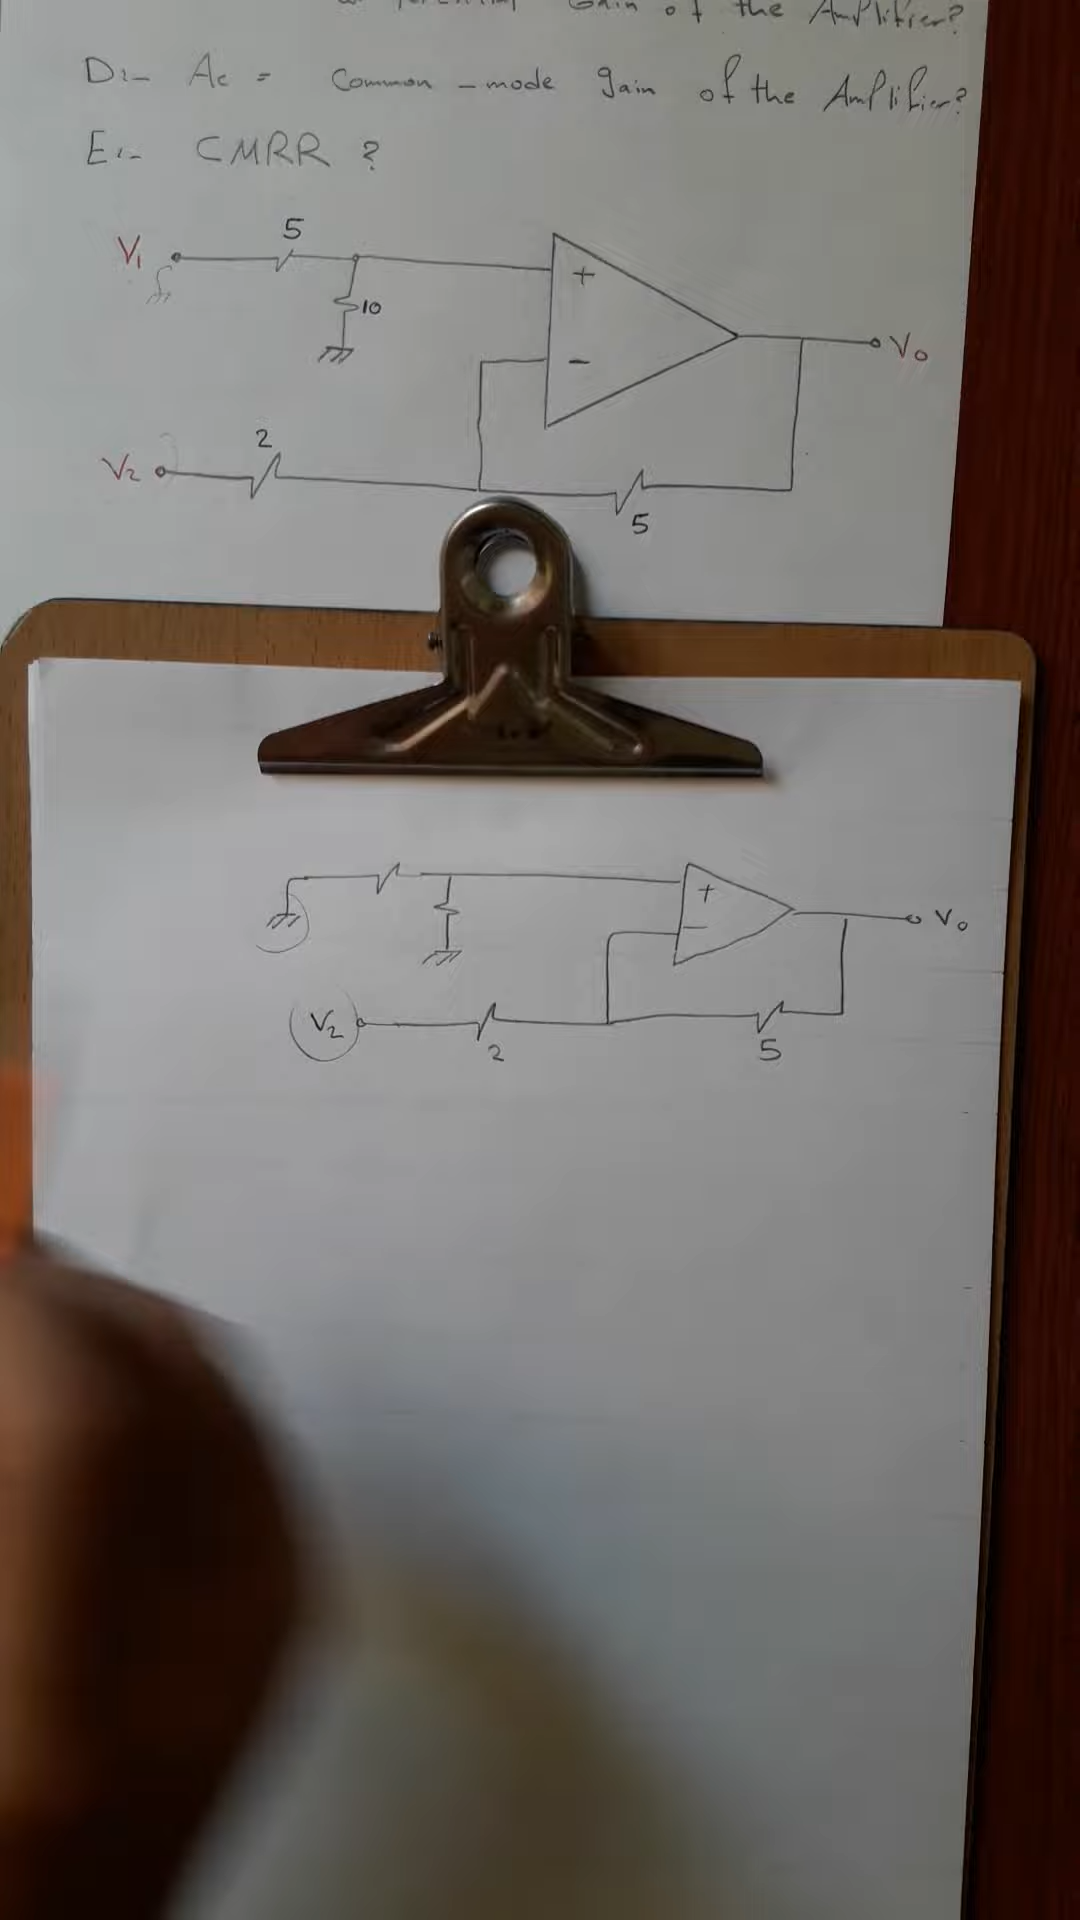 Gain of the Amplifier?
D:- Ac = Common-mode gain of the Amplifier?
E:- CMRR ?
5
V1
+
10
-
Vo
2
V2
5
+
-
Vo
V2
2
5